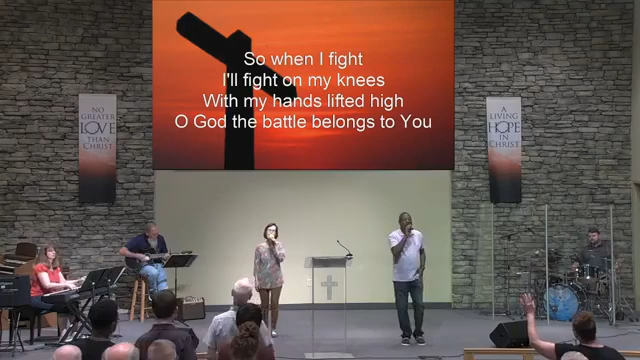 So when I fight
I'll fight on my knees
With my hands lifted high
O God the battle belongs to You
NO
GREATER
LOVE
THAN
CHRIST
A
LIVING
HOPE
IN
CHRIST